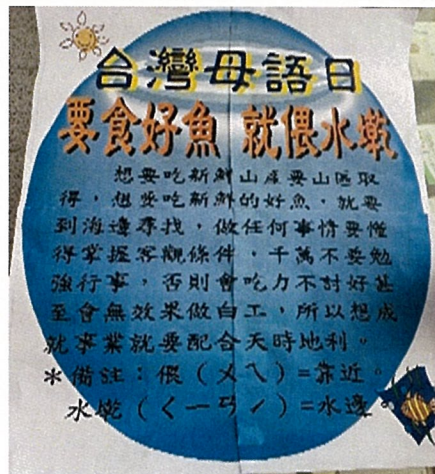 台灣母語日
要食好魚 就偎水墘
想要吃新鮮山產要山區取
得，想要吃新鮮的好魚，就要
到海邊尋找，做任何事情要懂
得掌握客觀條件，千萬不要勉
強行事，否則會吃力不討好甚
至會無效果做白工，所以想成
就事業就要配合天時地利。
*備註：偎（ㄨㄟ）=靠近。
水墘（ㄑㄧㄢˊ）=水邊。